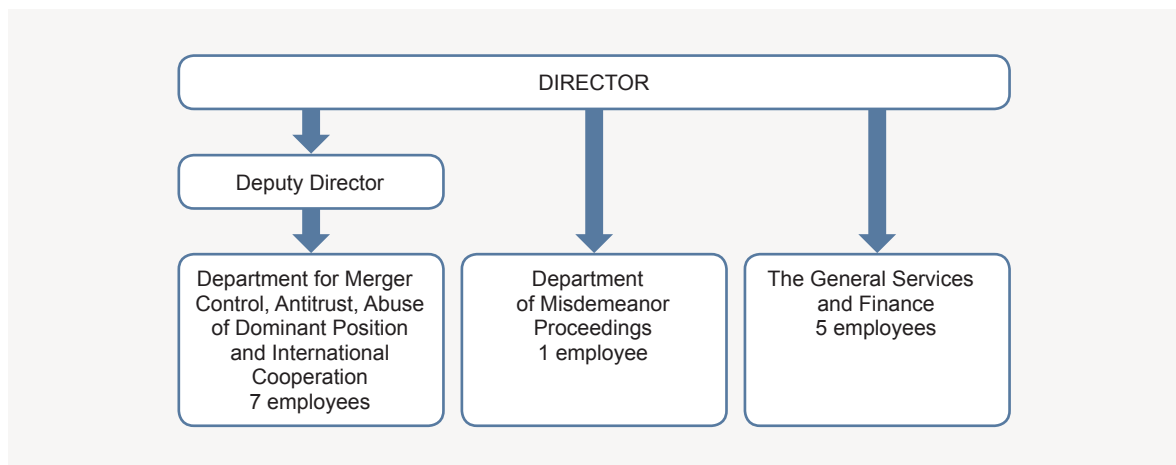 DIRECTOR
Deputy Director
Department for Merger
Control, Antitrust, Abuse
of Dominant Position
and International
Cooperation
7 employees
Department
of Misdemeanor
Proceedings
1 employee
The General Services
and Finance
5 employees